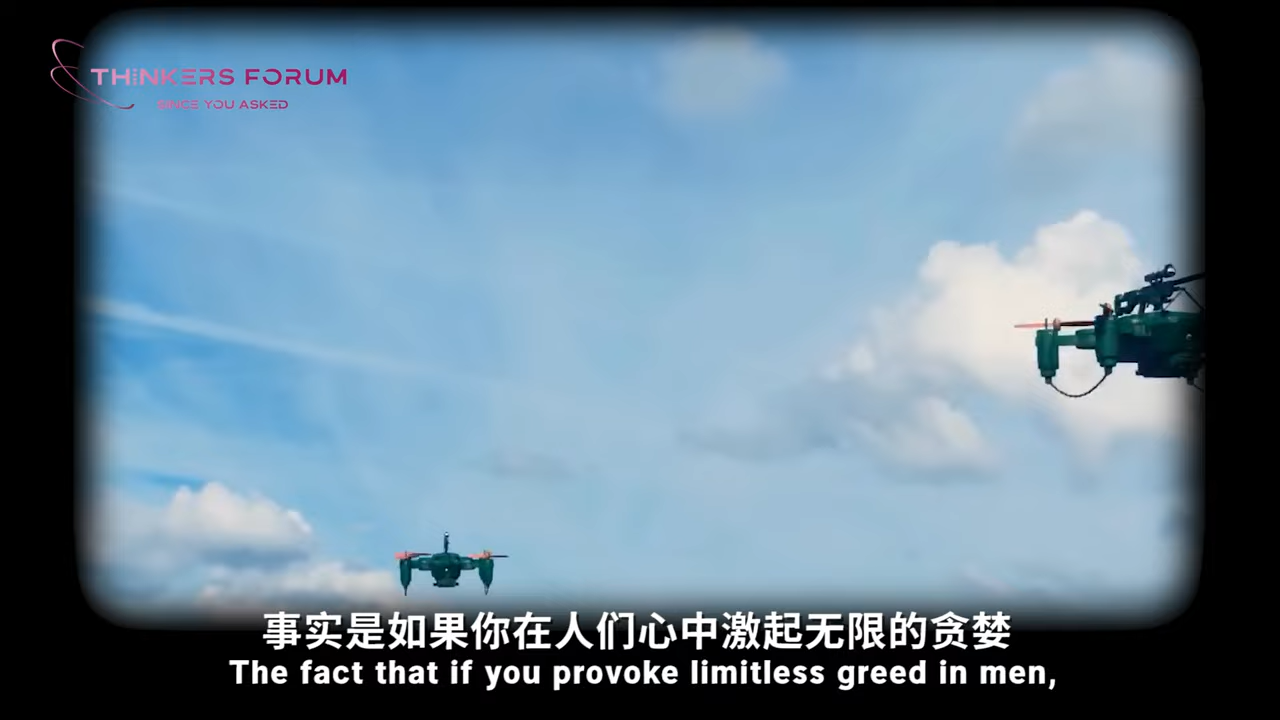 THINKERS FORUM
SINCE YOU ASKED
事实是如果你在人们心中激起无限的贪婪
The fact that if you provoke limitless greed in men,